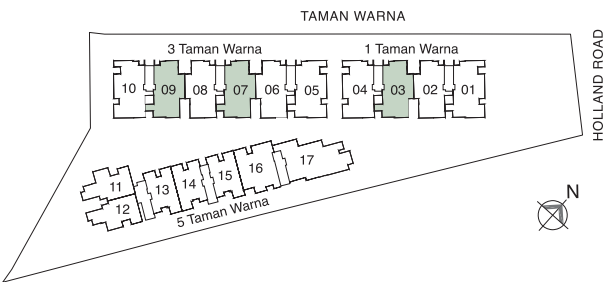 TAMAN WARNA
HOLLAND ROAD
3 Taman Warna
1 Taman Warna
10
09
08
07
06
05
04
03
02
01
11
12
13
14
15
16
17
5 Taman Warna
N